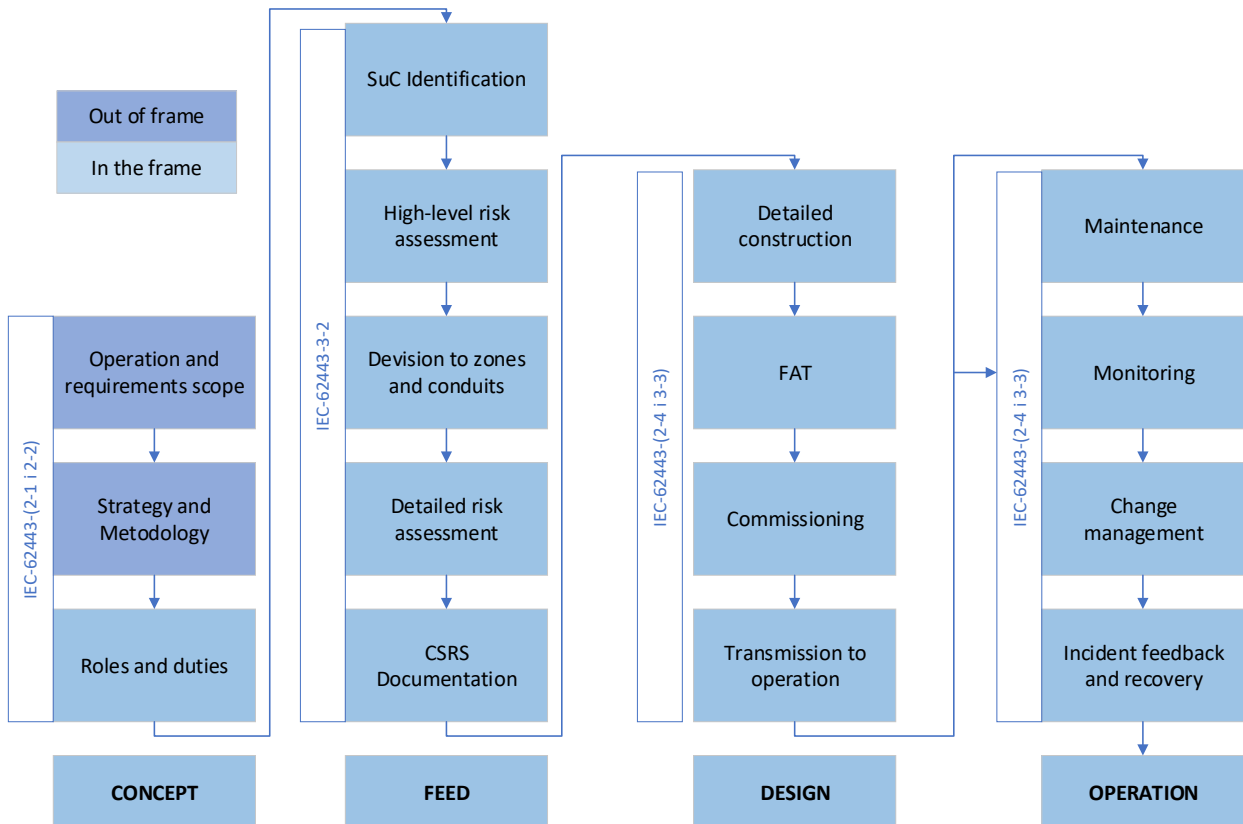 Out of frame
In the frame
IEC-62443-(2-1 i 2-2)
Operation and
requirements scope
Strategy and
Metodology
Roles and duties
CONCEPT
IEC-62443-3-2
SuC Identification
High-level risk
assessment
Devision to zones
and conduits
Detailed risk
assessment
CSRS
Documentation
FEED
IEC-62443-(2-4 i 3-3)
Detailed
construction
FAT
Commissioning
Transmission to
operation
DESIGN
IEC-62443-(2-4 i 3-3)
Maintenance
Monitoring
Change
management
Incident feedback
and recovery
OPERATION